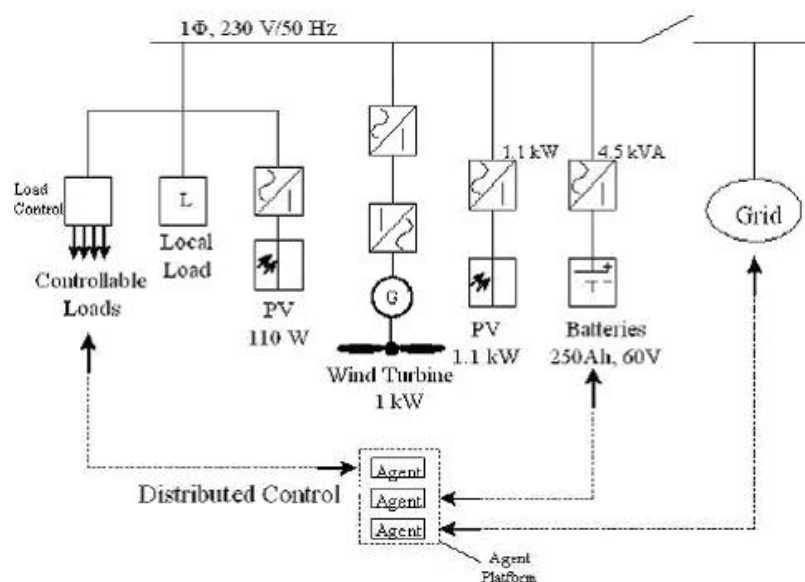 1Φ, 230 V/50 Hz
1.1 kW
4.5 kVA
Load
Control
L
Grid
Local
Load
Controllable
Loads
PV
110 W
G
PV
1.1 kW
Batteries
250Ah, 60V
Wind Turbine
1 kW
Agent
Distributed Control
Agent
Agent
Agent
Platform